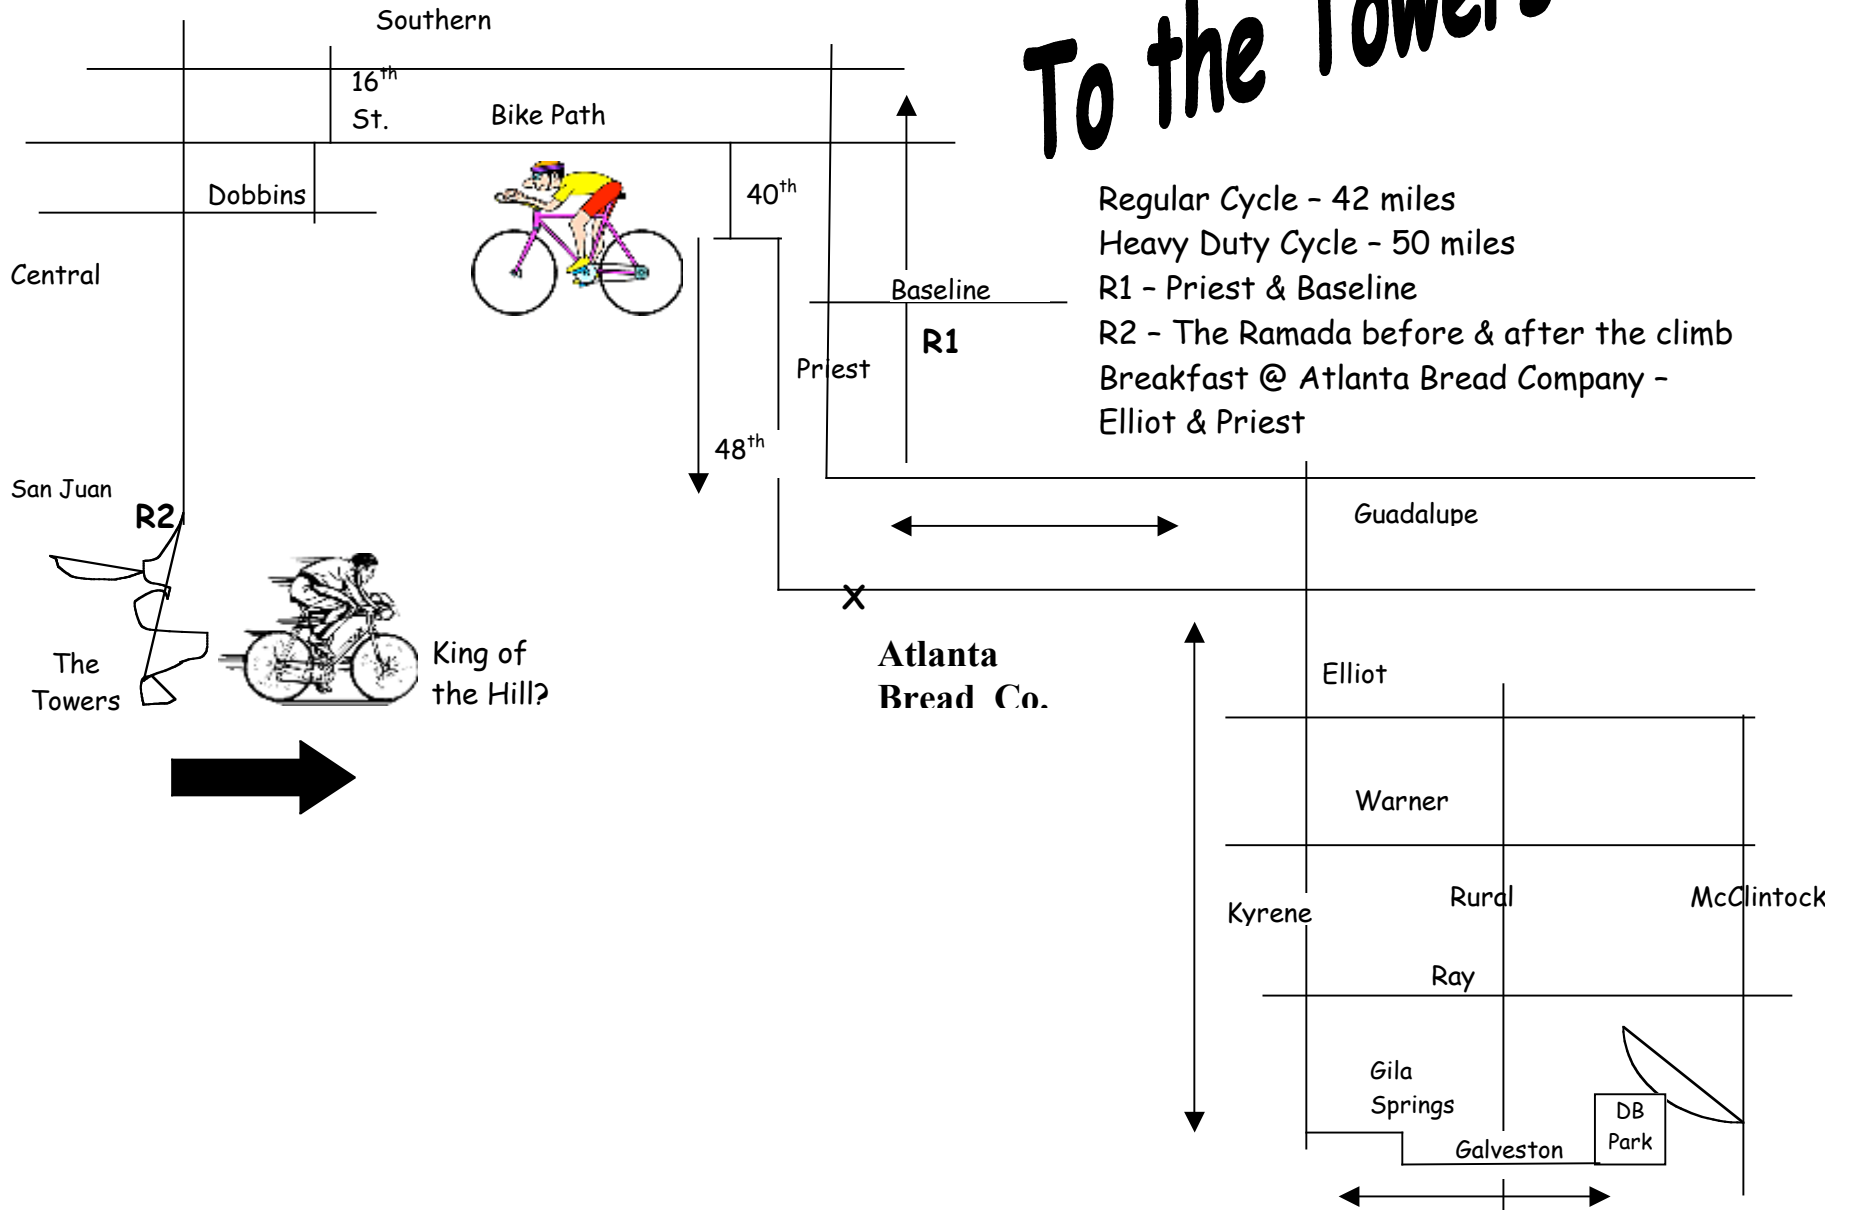 To the Towers
Southern
16th
St.
Bike Path
Dobbins
40th
Central
Baseline
R1
Priest
48th
Regular Cycle – 42 miles
Heavy Duty Cycle – 50 miles
R1 – Priest & Baseline
R2 – The Ramada before & after the climb
Breakfast @ Atlanta Bread Company –
Elliot & Priest
San Juan
R2
Guadalupe
X
The
Towers
King of
the Hill?
Atlanta
Bread Co.
Elliot
Warner
Kyrene
Rural
McClintock
Ray
Gila
Springs
DB
Park
Galveston